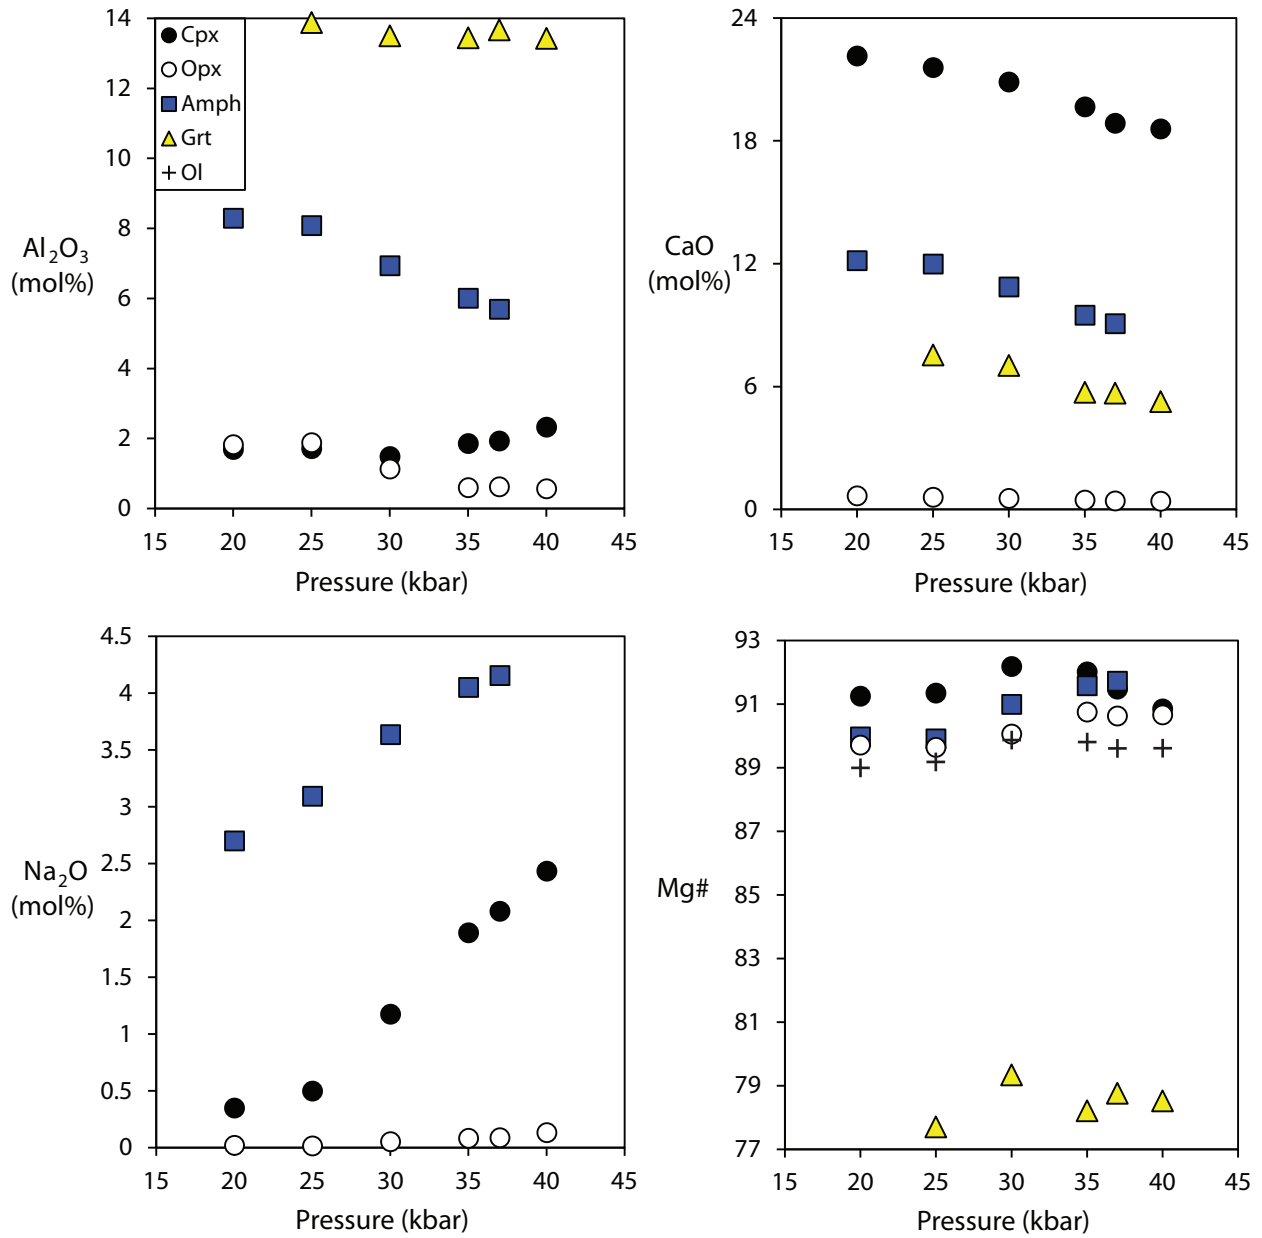 14
12
10
8
6
4
2
0
Cpx
Opx
Amph
Grt
Ol
Al2O3
(mol%)
15 20 25 30 35 40 45
Pressure (kbar)
24
18
12
6
0
CaO
(mol%)
15 20 25 30 35 40 45
Pressure (kbar)
4.5
4
3.5
3
2.5
2
1.5
1
0.5
0
Na2O
(mol%)
15 20 25 30 35 40 45
Pressure (kbar)
93
91
89
87
85
83
81
79
77
Mg#
15 20 25 30 35 40 45
Pressure (kbar)